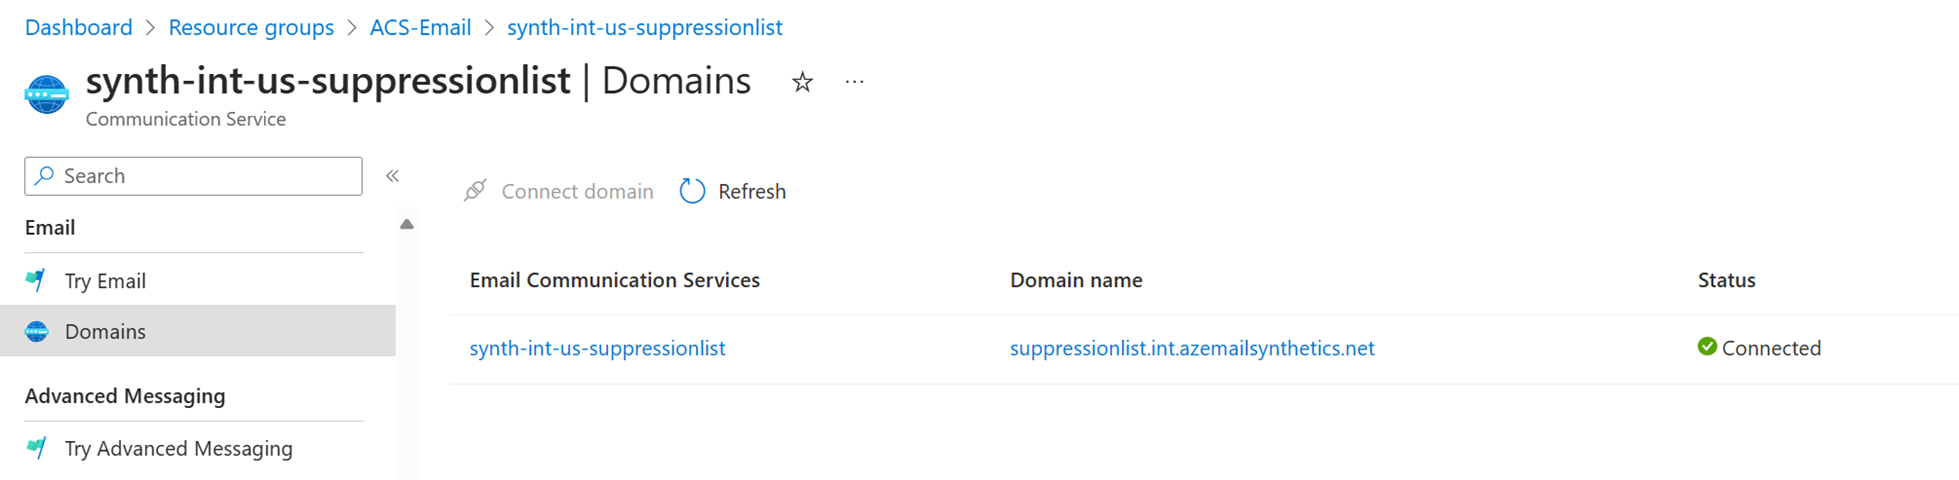 Dashboard > Resource groups > ACS-Email > synth-int-us-suppressionlist
synth-int-us-suppressionlist | Domains
Communication Service
Search
Connect domain Refresh
Email
Try Email
Domains
Advanced Messaging
Try Advanced Messaging
Email Communication Services Domain name Status
synth-int-us-suppressionlist suppressionlist.int.azemailsynthetics.net Connected